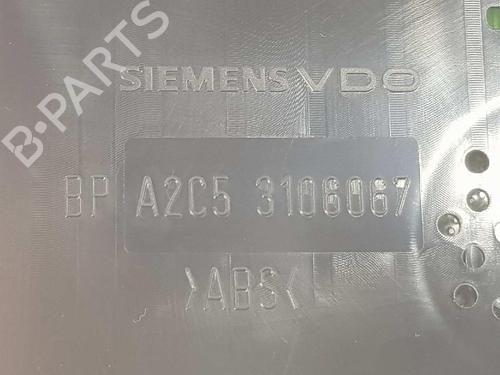 B·PARTS
SIEMENS VDO
BP A2C5 3106067
>ABS<